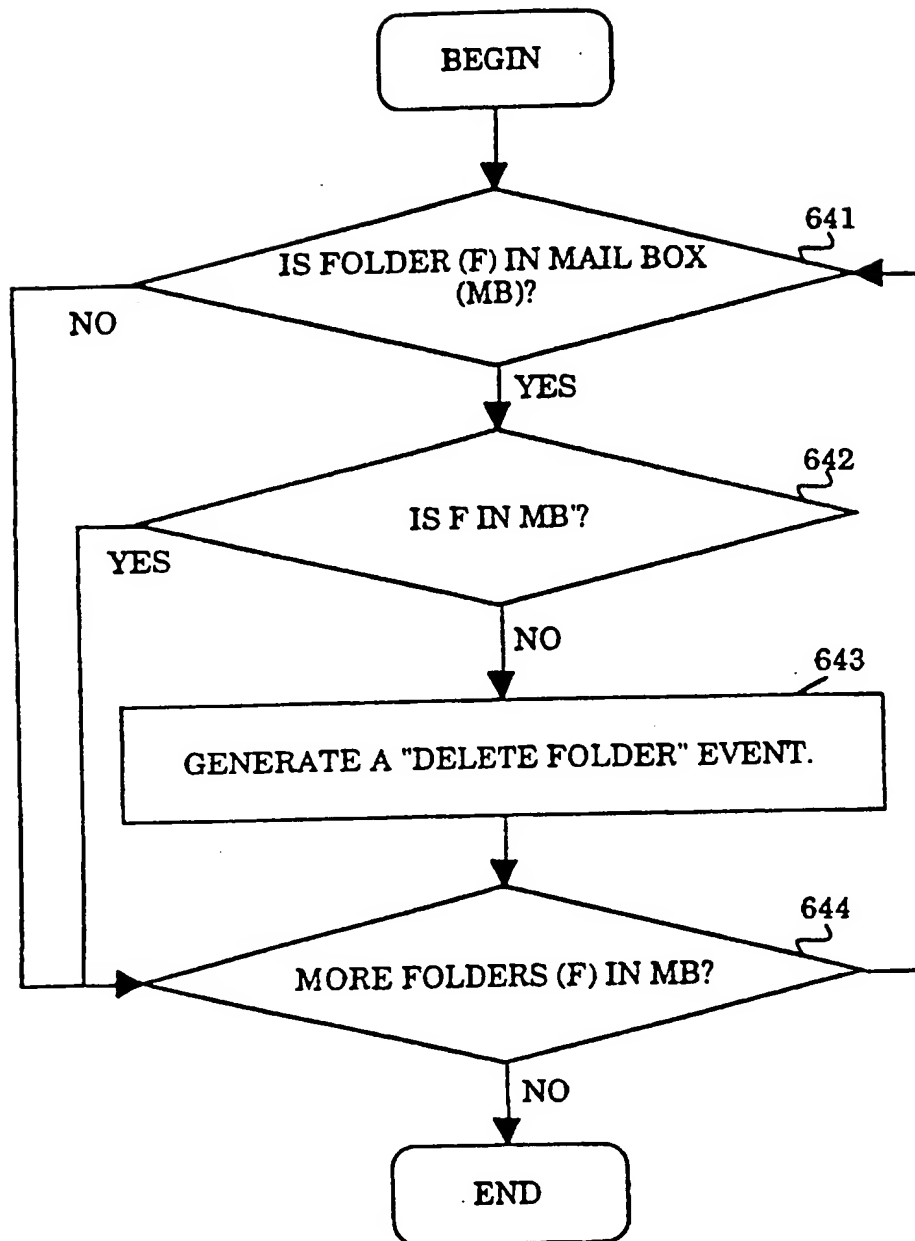 BEGIN
641
IS FOLDER (F) IN MAIL BOX
(MB)?
NO
YES
642
IS F IN MB'?
YES
NO
643
GENERATE A "DELETE FOLDER" EVENT.
644
MORE FOLDERS (F) IN MB?
NO
END